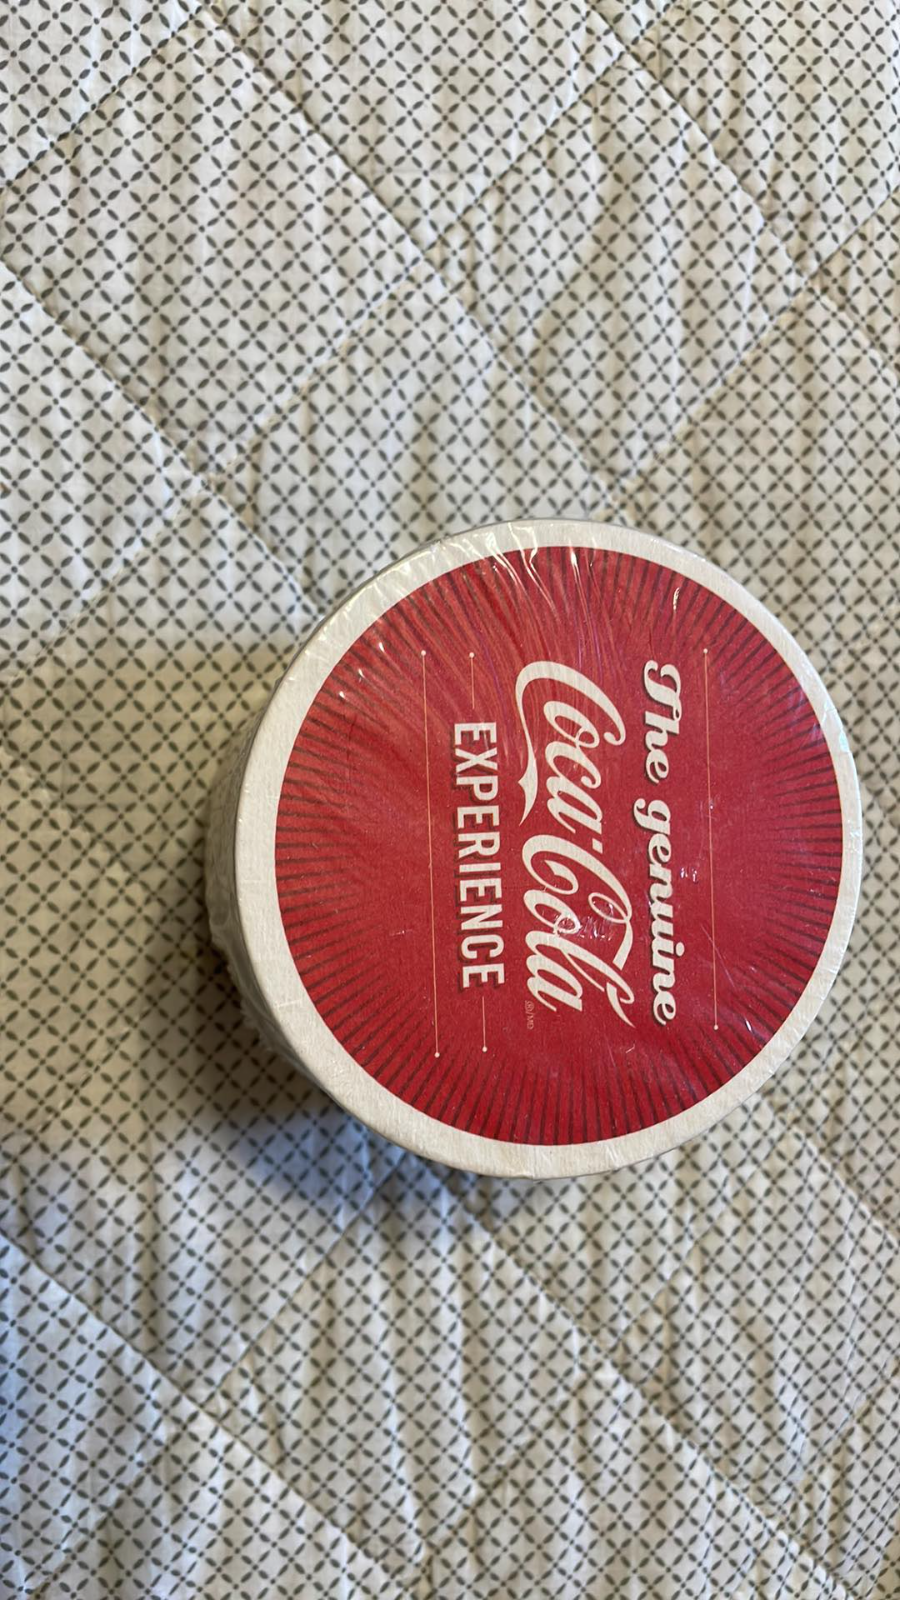 The genuine
Coca-Cola
EXPERIENCE